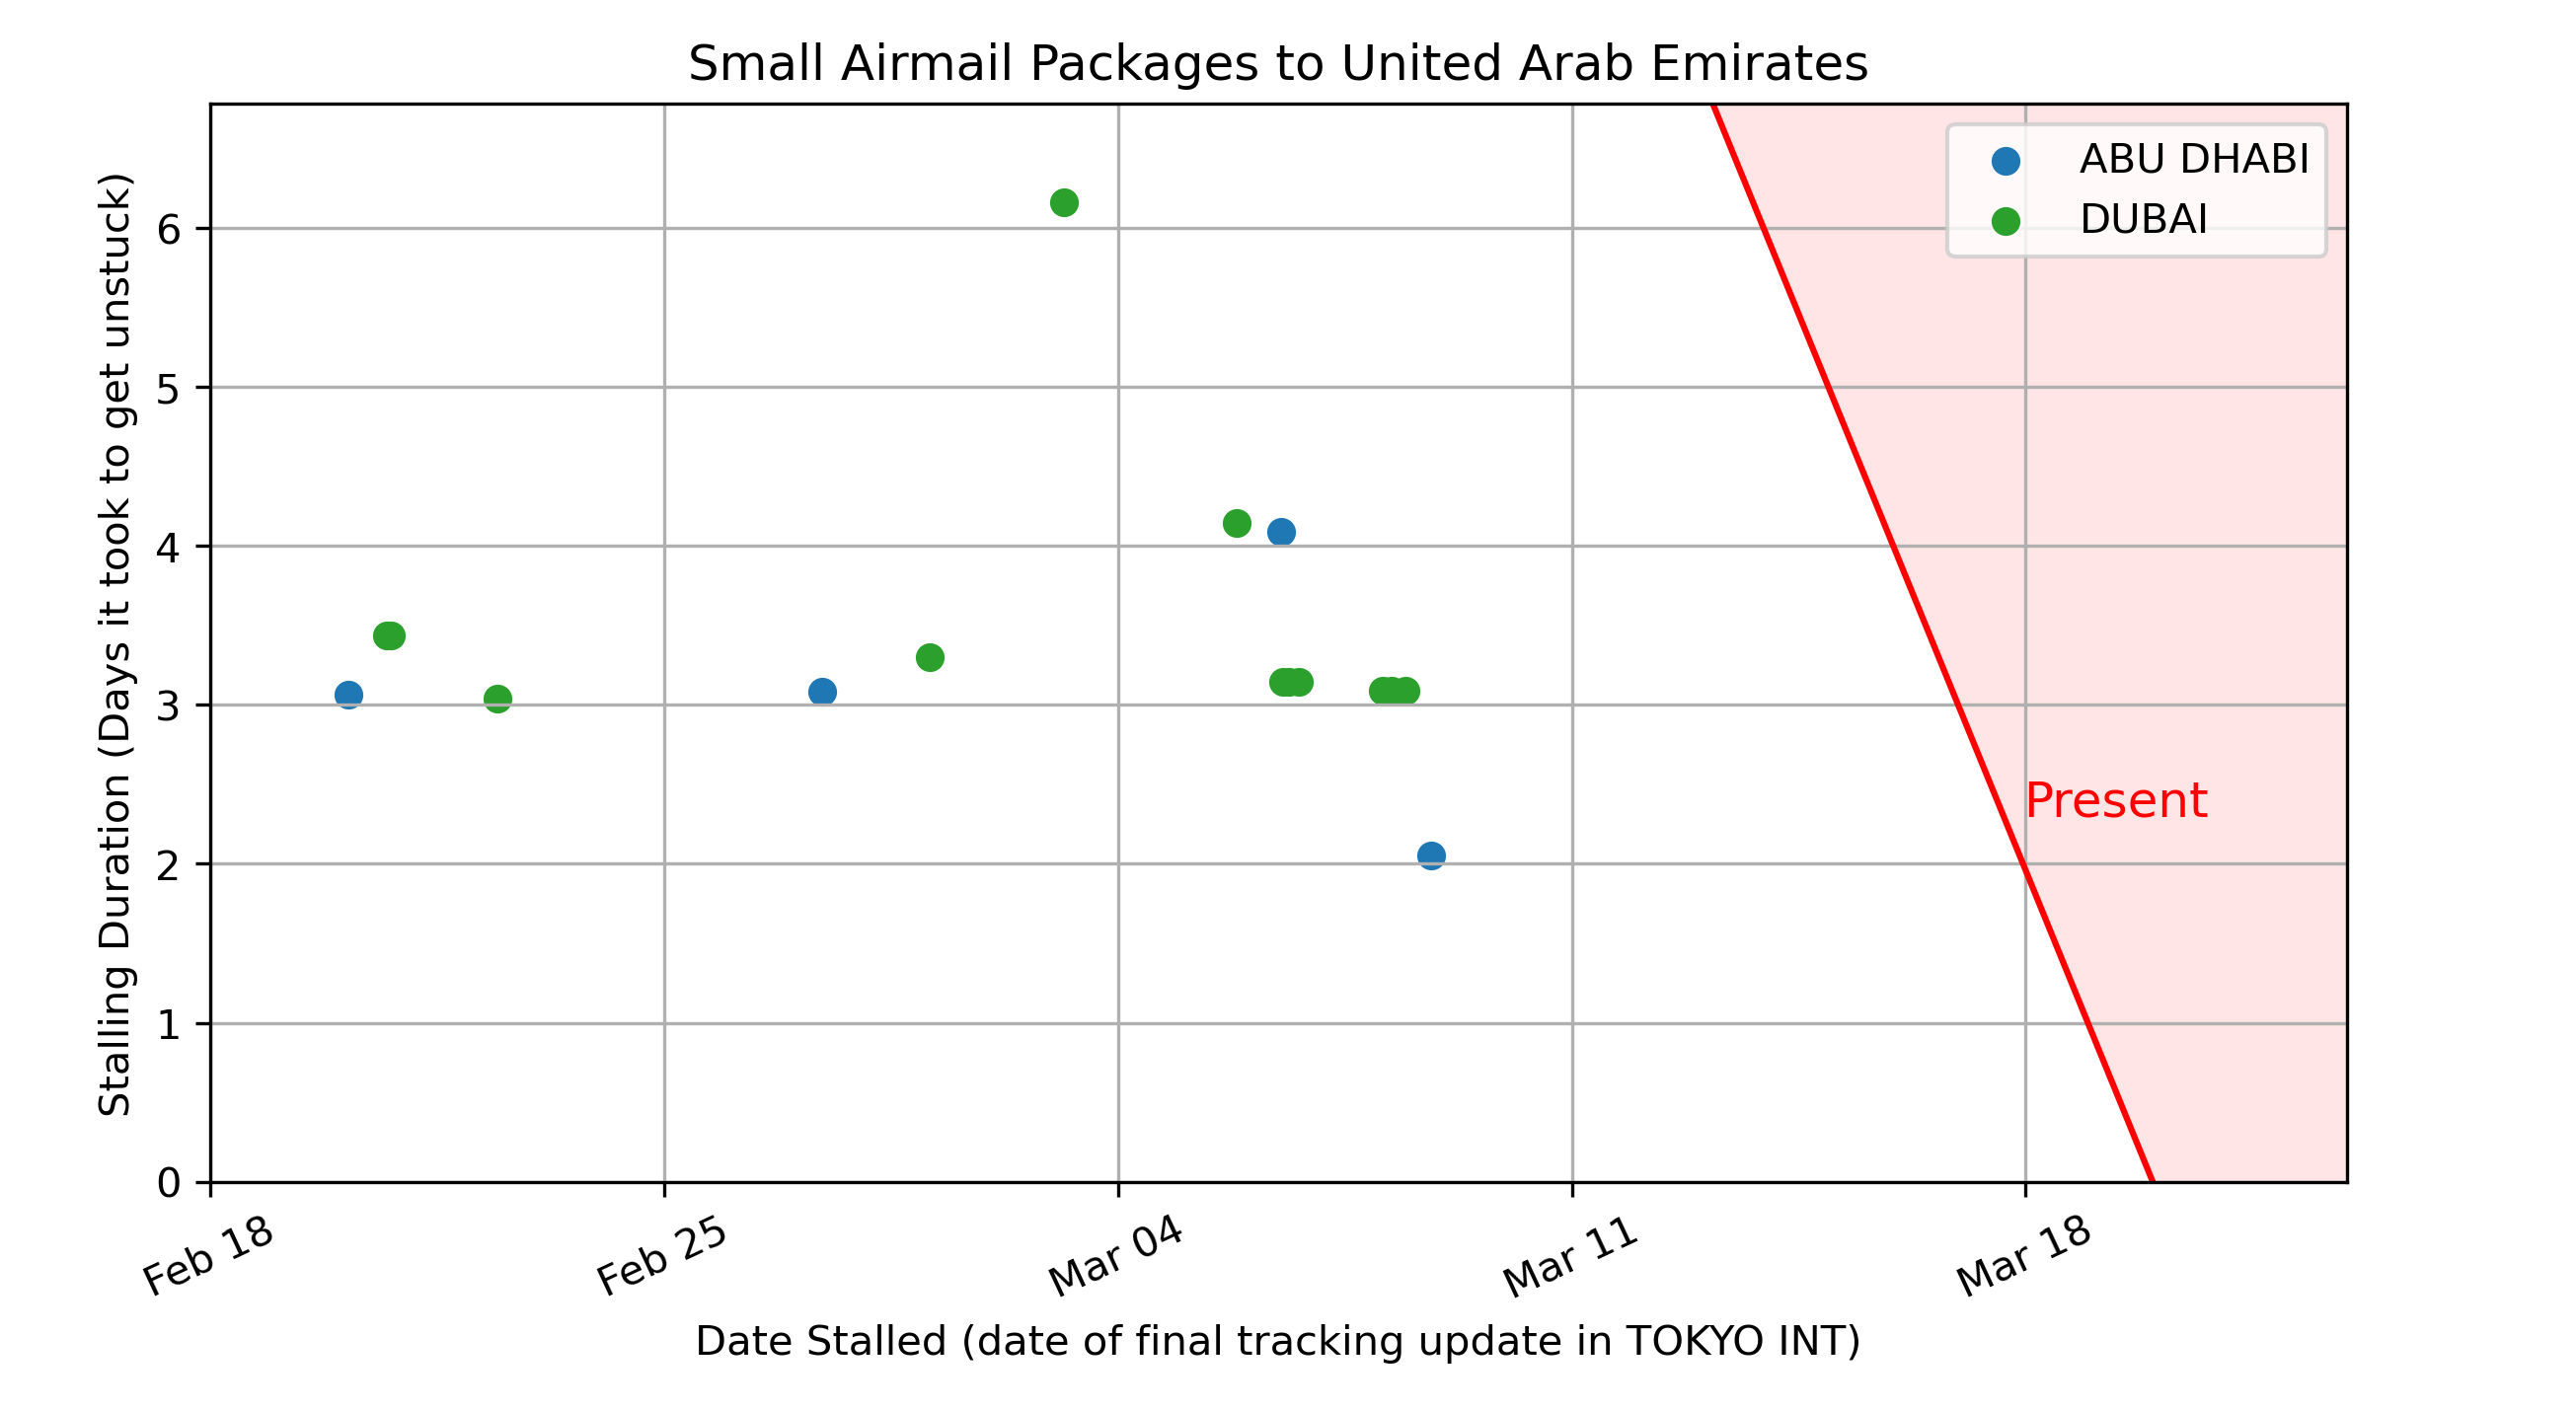 Small Airmail Packages to United Arab Emirates
Stalling Duration (Days it took to get unstuck)
6
5
4
3
2
1
0
ABU DHABI
DUBAI
Present
Feb 18
Feb 25
Mar 04
Mar 11
Mar 18
Date Stalled (date of final tracking update in TOKYO INT)